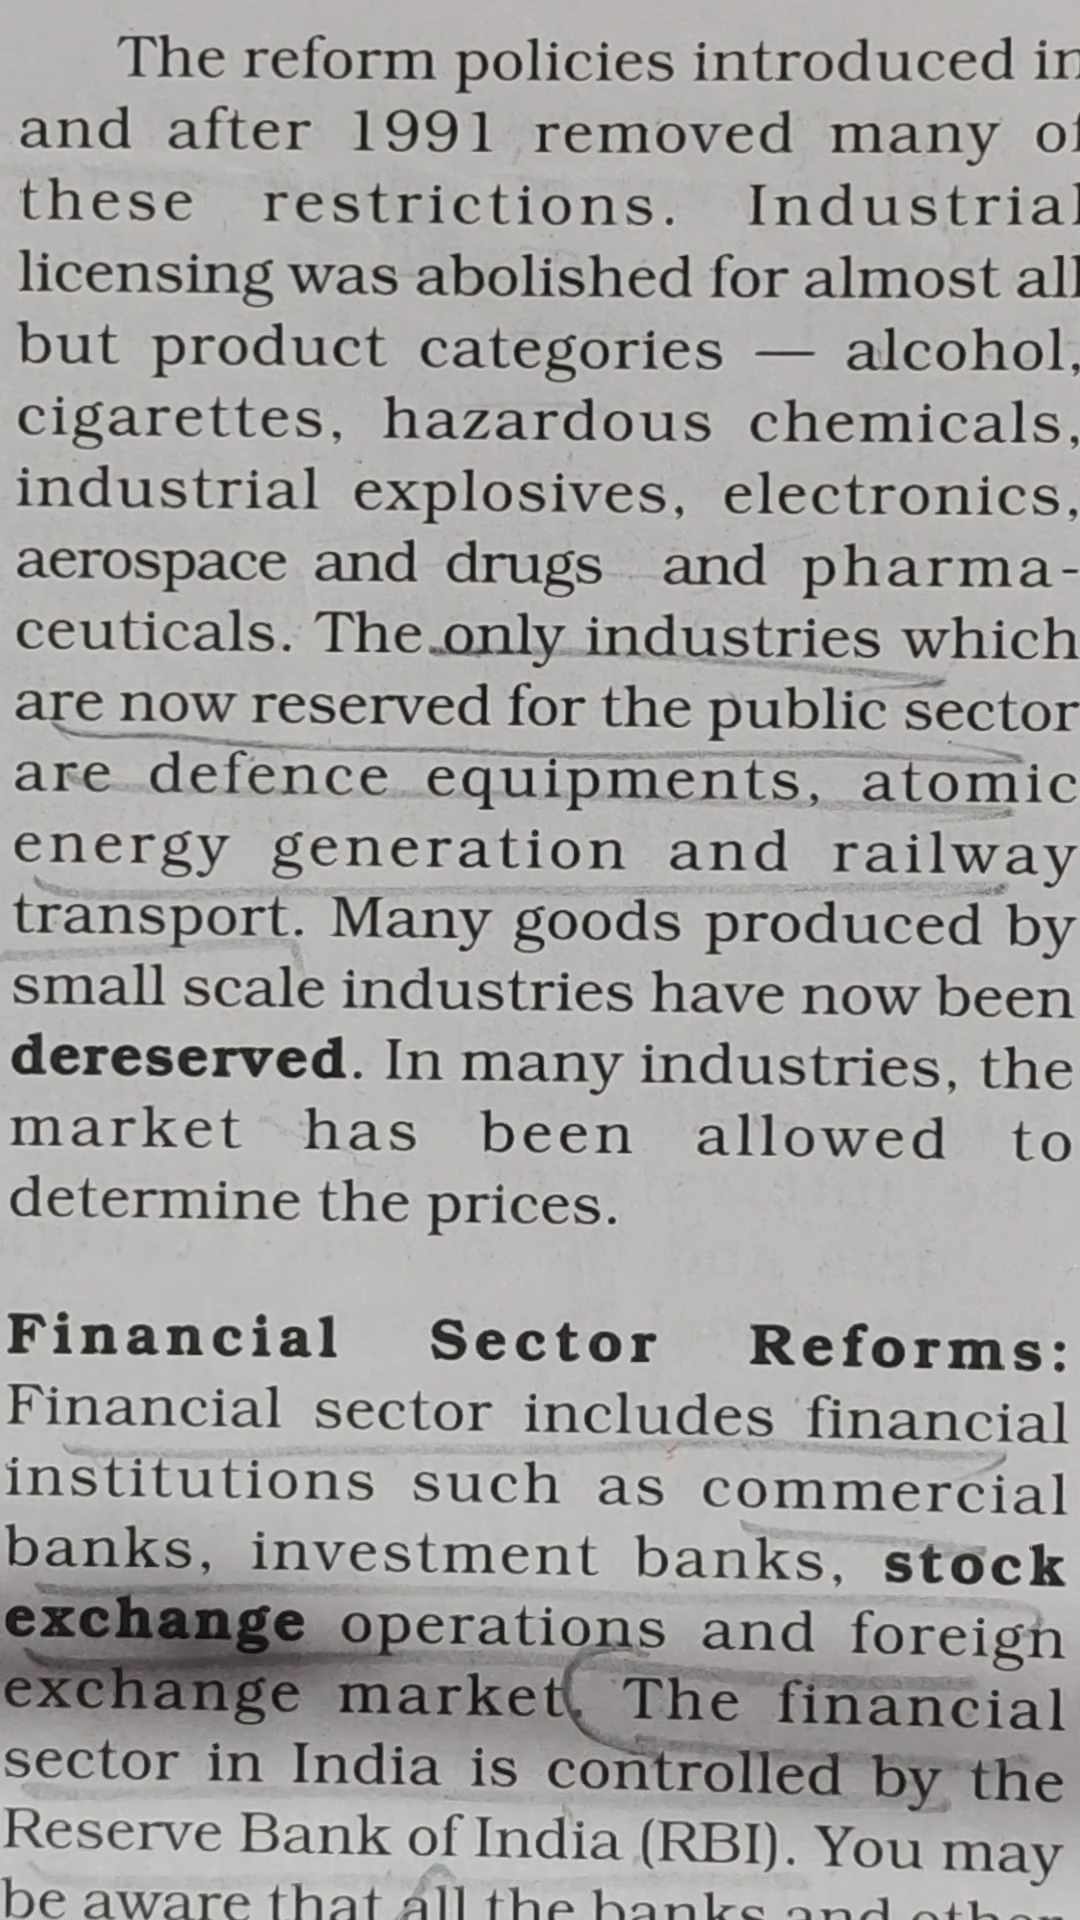 The reform policies introduced in
and after 1991 removed many of
these restrictions. Industrial
licensing was abolished for almost all
but product categories — alcohol,
cigarettes, hazardous chemicals,
industrial explosives, electronics,
aerospace and drugs and pharma-
ceuticals. The only industries which
are now reserved for the public sector
are defence equipments, atomic
energy generation and railway
transport. Many goods produced by
small scale industries have now been
dereserved. In many industries, the
market has been allowed to
determine the prices.
Financial Sector Reforms:
Financial sector includes financial
institutions such as commercial
banks, investment banks, stock
exchange operations and foreign
exchange market. The financial
sector in India is controlled by the
Reserve Bank of India (RBI). You may
be aware that all the banks and other